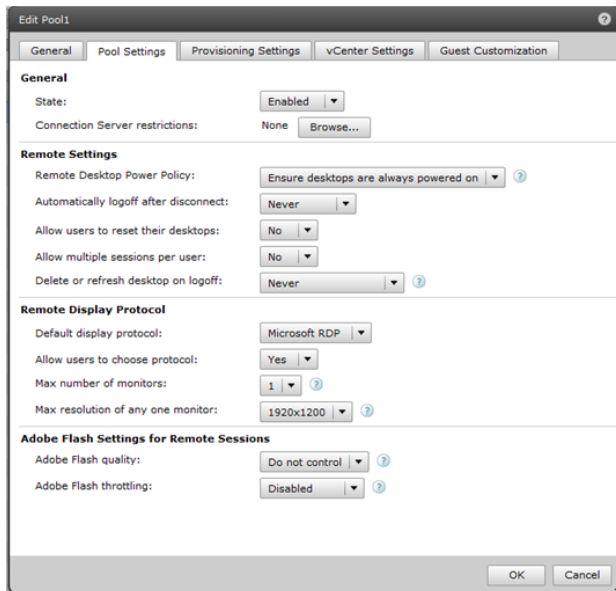 Edit Pool1
General Pool Settings Provisioning Settings vCenter Settings Guest Customization
General
State: Enabled
Connection Server restrictions: None Browse...
Remote Settings
Remote Desktop Power Policy: Ensure desktops are always powered on ?
Automatically logoff after disconnect: Never
Allow users to reset their desktops: No
Allow multiple sessions per user: No
Delete or refresh desktop on logoff: Never ?
Remote Display Protocol
Default display protocol: Microsoft RDP
Allow users to choose protocol: Yes
Max number of monitors: 1 ?
Max resolution of any one monitor: 1920x1200 ?
Adobe Flash Settings for Remote Sessions
Adobe Flash quality: Do not control ?
Adobe Flash throttling: Disabled ?
OK Cancel